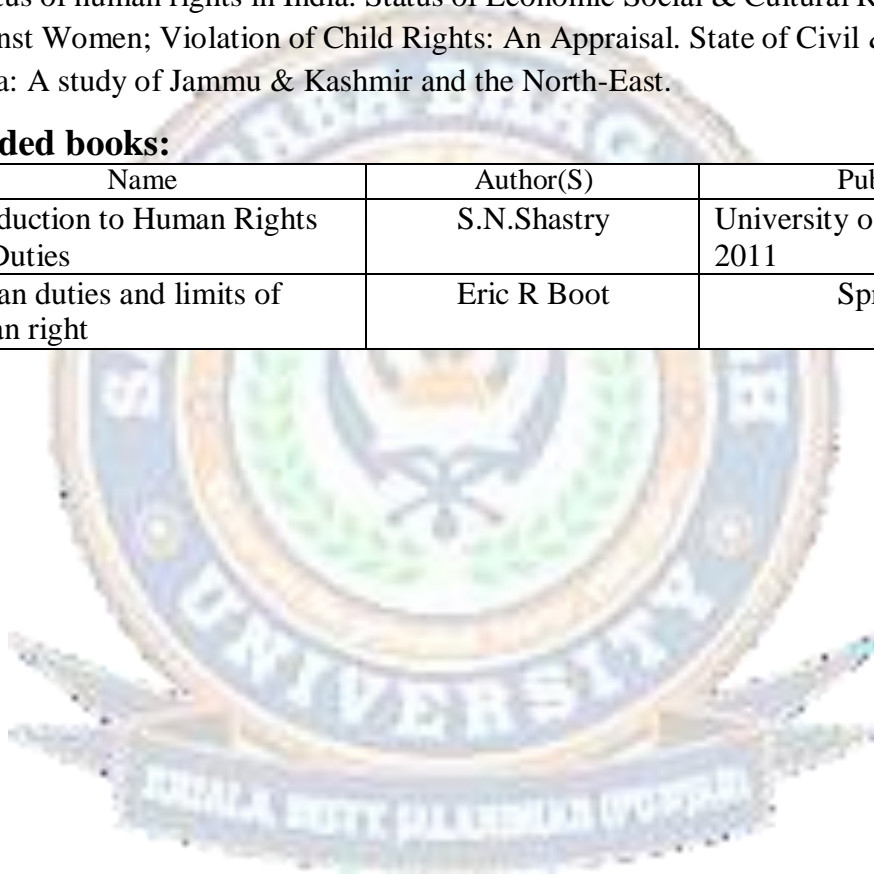 us of human rights in India. Status of Economic Social & Cultural R
nst Women; Violation of Child Rights: An Appraisal. State of Civil &
a: A study of Jammu & Kashmir and the North-East.
ded books:
Name Author(S) Pub
duction to Human Rights S.N.Shastry University o
Duties 2011
an duties and limits of Eric R Boot Spr
an right
UNIVERSITY